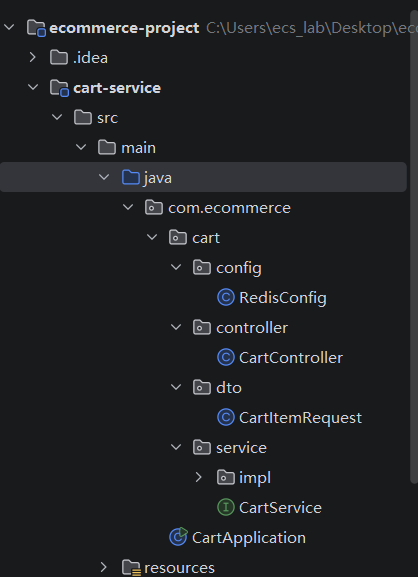 ecommerce-project C:\Users\ecs_lab\Desktop\eco
.idea
cart-service
src
main
java
com.ecommerce
cart
config
C RedisConfig
controller
C CartController
dto
C CartItemRequest
service
impl
I CartService
C CartApplication
resources